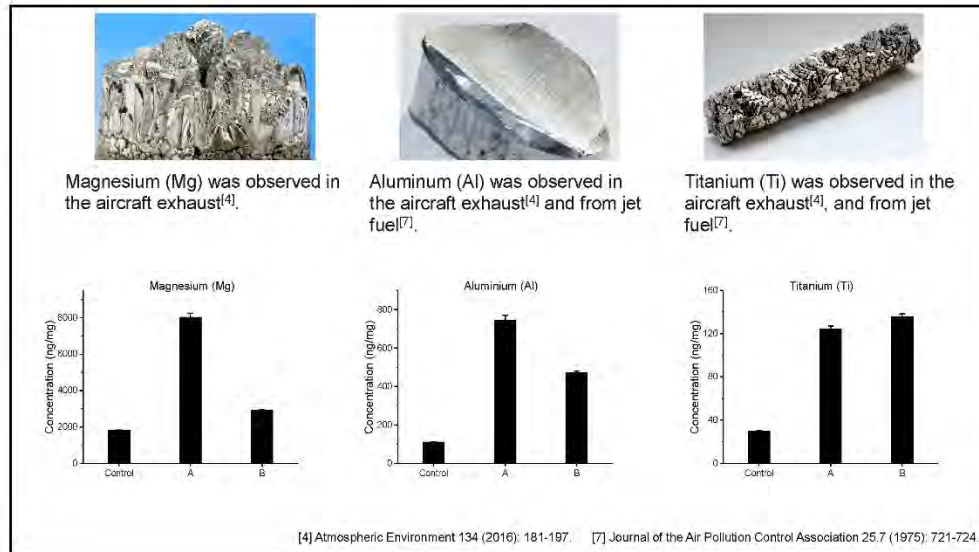 Magnesium (Mg) was observed in
the aircraft exhaust[4].
Aluminum (Al) was observed in
the aircraft exhaust[4] and from jet
fuel[7].
Titanium (Ti) was observed in the
aircraft exhaust[4], and from jet
fuel[7].
Magnesium (Mg)
Concentration (ng/mg)
8000
6000
4000
2000
0
Control A B
Aluminium (Al)
Concentration (ng/mg)
800
600
400
200
0
Control A B
Titanium (Ti)
Concentration (ng/mg)
160
120
80
40
0
Control A B
[4] Atmospheric Environment 134 (2016): 181-197. [7] Journal of the Air Pollution Control Association 25.7 (1975): 721-724